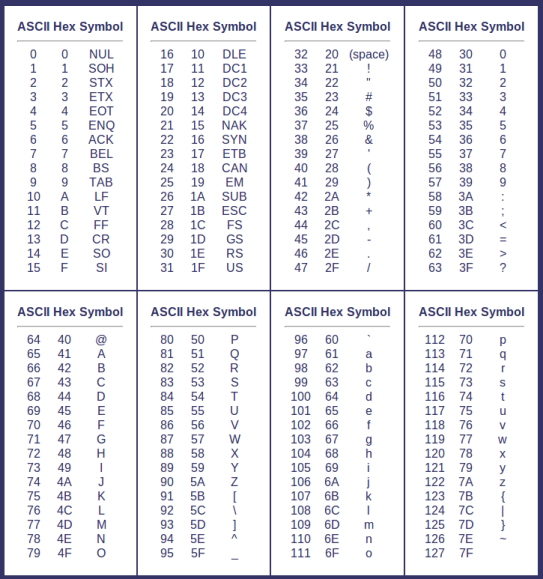 ASCII Hex Symbol
0 0 NUL
1 1 SOH
2 2 STX
3 3 ETX
4 4 EOT
5 5 ENQ
6 6 ACK
7 7 BEL
8 8 BS
9 9 TAB
10 A LF
11 B VT
12 C FF
13 D CR
14 E SO
15 F SI
ASCII Hex Symbol
16 10 DLE
17 11 DC1
18 12 DC2
19 13 DC3
20 14 DC4
21 15 NAK
22 16 SYN
23 17 ETB
24 18 CAN
25 19 EM
26 1A SUB
27 1B ESC
28 1C FS
29 1D GS
30 1E RS
31 1F US
ASCII Hex Symbol
32 20 (space)
33 21 !
34 22 "
35 23 #
36 24 $
37 25 %
38 26 &
39 27 '
40 28 (
41 29 )
42 2A *
43 2B +
44 2C ,
45 2D -
46 2E .
47 2F /
ASCII Hex Symbol
48 30 0
49 31 1
50 32 2
51 33 3
52 34 4
53 35 5
54 36 6
55 37 7
56 38 8
57 39 9
58 3A :
59 3B ;
60 3C <
61 3D =
62 3E >
63 3F ?
ASCII Hex Symbol
64 40 @
65 41 A
66 42 B
67 43 C
68 44 D
69 45 E
70 46 F
71 47 G
72 48 H
73 49 I
74 4A J
75 4B K
76 4C L
77 4D M
78 4E N
79 4F O
ASCII Hex Symbol
80 50 P
81 51 Q
82 52 R
83 53 S
84 54 T
85 55 U
86 56 V
87 57 W
88 58 X
89 59 Y
90 5A Z
91 5B [
92 5C \
93 5D ]
94 5E ^
95 5F _
ASCII Hex Symbol
96 60 `
97 61 a
98 62 b
99 63 c
100 64 d
101 65 e
102 66 f
103 67 g
104 68 h
105 69 i
106 6A j
107 6B k
108 6C l
109 6D m
110 6E n
111 6F o
ASCII Hex Symbol
112 70 p
113 71 q
114 72 r
115 73 s
116 74 t
117 75 u
118 76 v
119 77 w
120 78 x
121 79 y
122 7A z
123 7B {
124 7C |
125 7D }
126 7E ~
127 7F